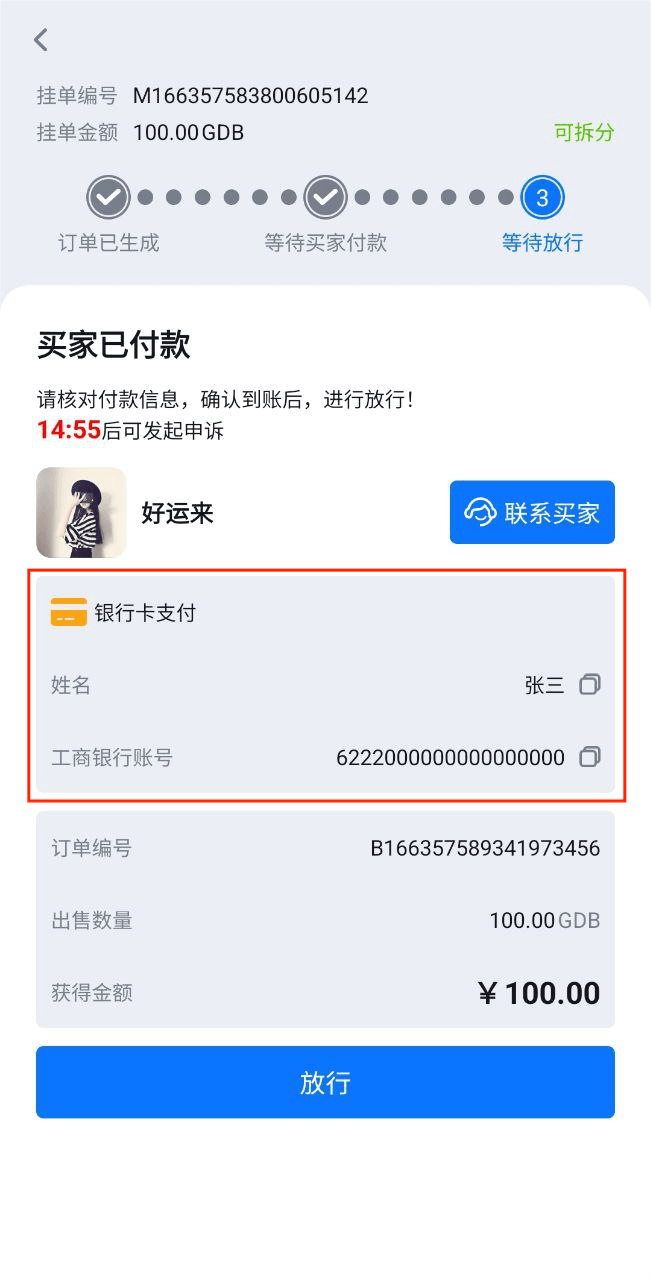 挂单编号 M166357583800605142
挂单金额 100.00GDB 可拆分
3
订单已生成 等待买家付款 等待放行
买家已付款
请核对付款信息，确认到账后，进行放行！
14:55后可发起申诉
好运来 联系买家
银行卡支付
姓名 张三
工商银行账号 6222000000000000000
订单编号 B166357589341973456
出售数量 100.00GDB
获得金额 ￥100.00
放行